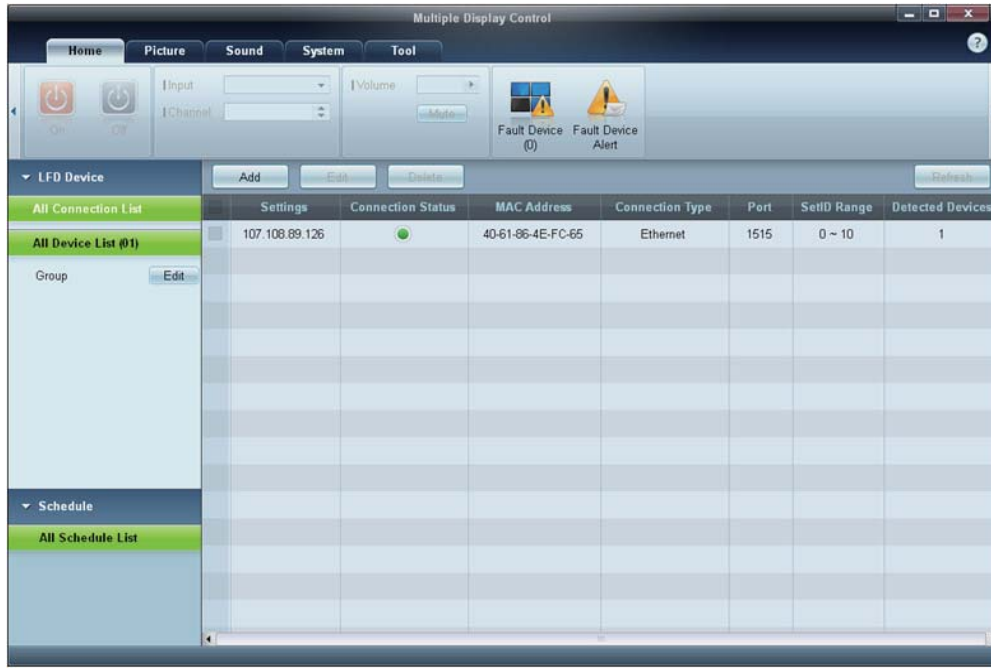 Multiple Display Control
Home Picture Sound System Tool
?
Input
Volume
On Off
Channel
Mute
Fault Device (0)
Fault Device Alert
LFD Device
Add Edit Delete Refresh
All Connection List
Settings Connection Status MAC Address Connection Type Port SetID Range Detected Devices
All Device List (01)
107.108.89.126 40-61-86-4E-FC-65 Ethernet 1515 0 ~ 10 1
Group Edit
Schedule
All Schedule List